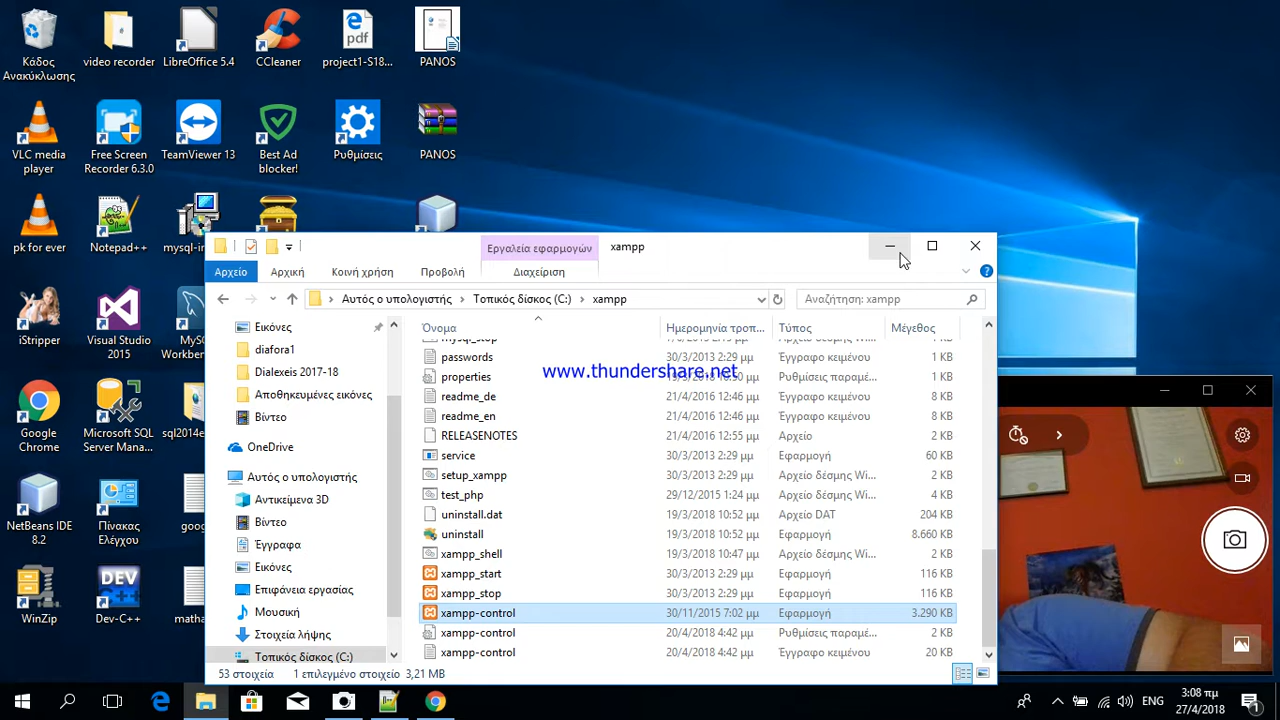 Κάδος Ανακύκλωσης
video recorder
LibreOffice 5.4
CCleaner
pdf
project1-S18...
PANOS
VLC media player
Free Screen Recorder 6.3.0
TeamViewer 13
Best Ad blocker!
Ρυθμίσεις
PANOS
pk for ever
Notepad++
mysql-in
Εργαλεία εφαρμογών
xampp
Αρχείο
Αρχική
Κοινή χρήση
Προβολή
Διαχείριση
Αυτός ο υπολογιστής
Τοπικός δίσκος (C:)
xampp
Αναζήτηση: xampp
Όνομα
Ημερομηνία τροπ...
Τύπος
Μέγεθος
Εικόνες
diafora1
Dialexeis 2017-18
Αποθηκευμένες εικόνες
Βίντεο
OneDrive
Αυτός ο υπολογιστής
Αντικείμενα 3D
Βίντεο
Έγγραφα
Εικόνες
Επιφάνεια εργασίας
Μουσική
Στοιχεία λήψης
Τοπικός δίσκος (C:)
mysql_stop
passwords 30/3/2013 2:29 μμ Έγγραφο κειμένου 1 KB
www.thundershare.net
properties Ρυθμίσεις παραμέ... 1 KB
readme_de 21/4/2016 12:46 μμ Έγγραφο κειμένου 8 KB
readme_en 21/4/2016 12:46 μμ Έγγραφο κειμένου 8 KB
RELEASENOTES 21/4/2016 12:55 μμ Αρχείο 2 KB
service 30/3/2013 2:29 μμ Εφαρμογή 60 KB
setup_xampp 30/3/2013 2:29 μμ Αρχείο δέσμης Wi... 2 KB
test_php 29/12/2015 1:24 μμ Αρχείο δέσμης Wi... 4 KB
uninstall.dat 19/3/2018 10:52 μμ Αρχείο DAT 204 KB
uninstall 19/3/2018 10:52 μμ Εφαρμογή 8.660 KB
xampp_shell 19/3/2018 10:47 μμ Αρχείο δέσμης Wi... 2 KB
xampp_start 30/3/2013 2:29 μμ Εφαρμογή 116 KB
xampp_stop 30/3/2013 2:29 μμ Εφαρμογή 116 KB
xampp-control 30/11/2015 7:02 μμ Εφαρμογή 3.290 KB
xampp-control 20/4/2018 4:42 μμ Ρυθμίσεις παραμέ... 2 KB
xampp-control 20/4/2018 4:42 μμ Έγγραφο κειμένου 20 KB
53 στοιχεία
1 επιλεγμένο στοιχείο 3,21 MB
iStripper
Visual Studio 2015
MySQ
Workben
Google Chrome
Microsoft SQL Server Mana...
sql2014e
NetBeans IDE 8.2
Πίνακας Ελέγχου
goog
WinZip
DEV
C++
Dev-C++
matha
ΕΝG
3:08 πμ
27/4/2018
1